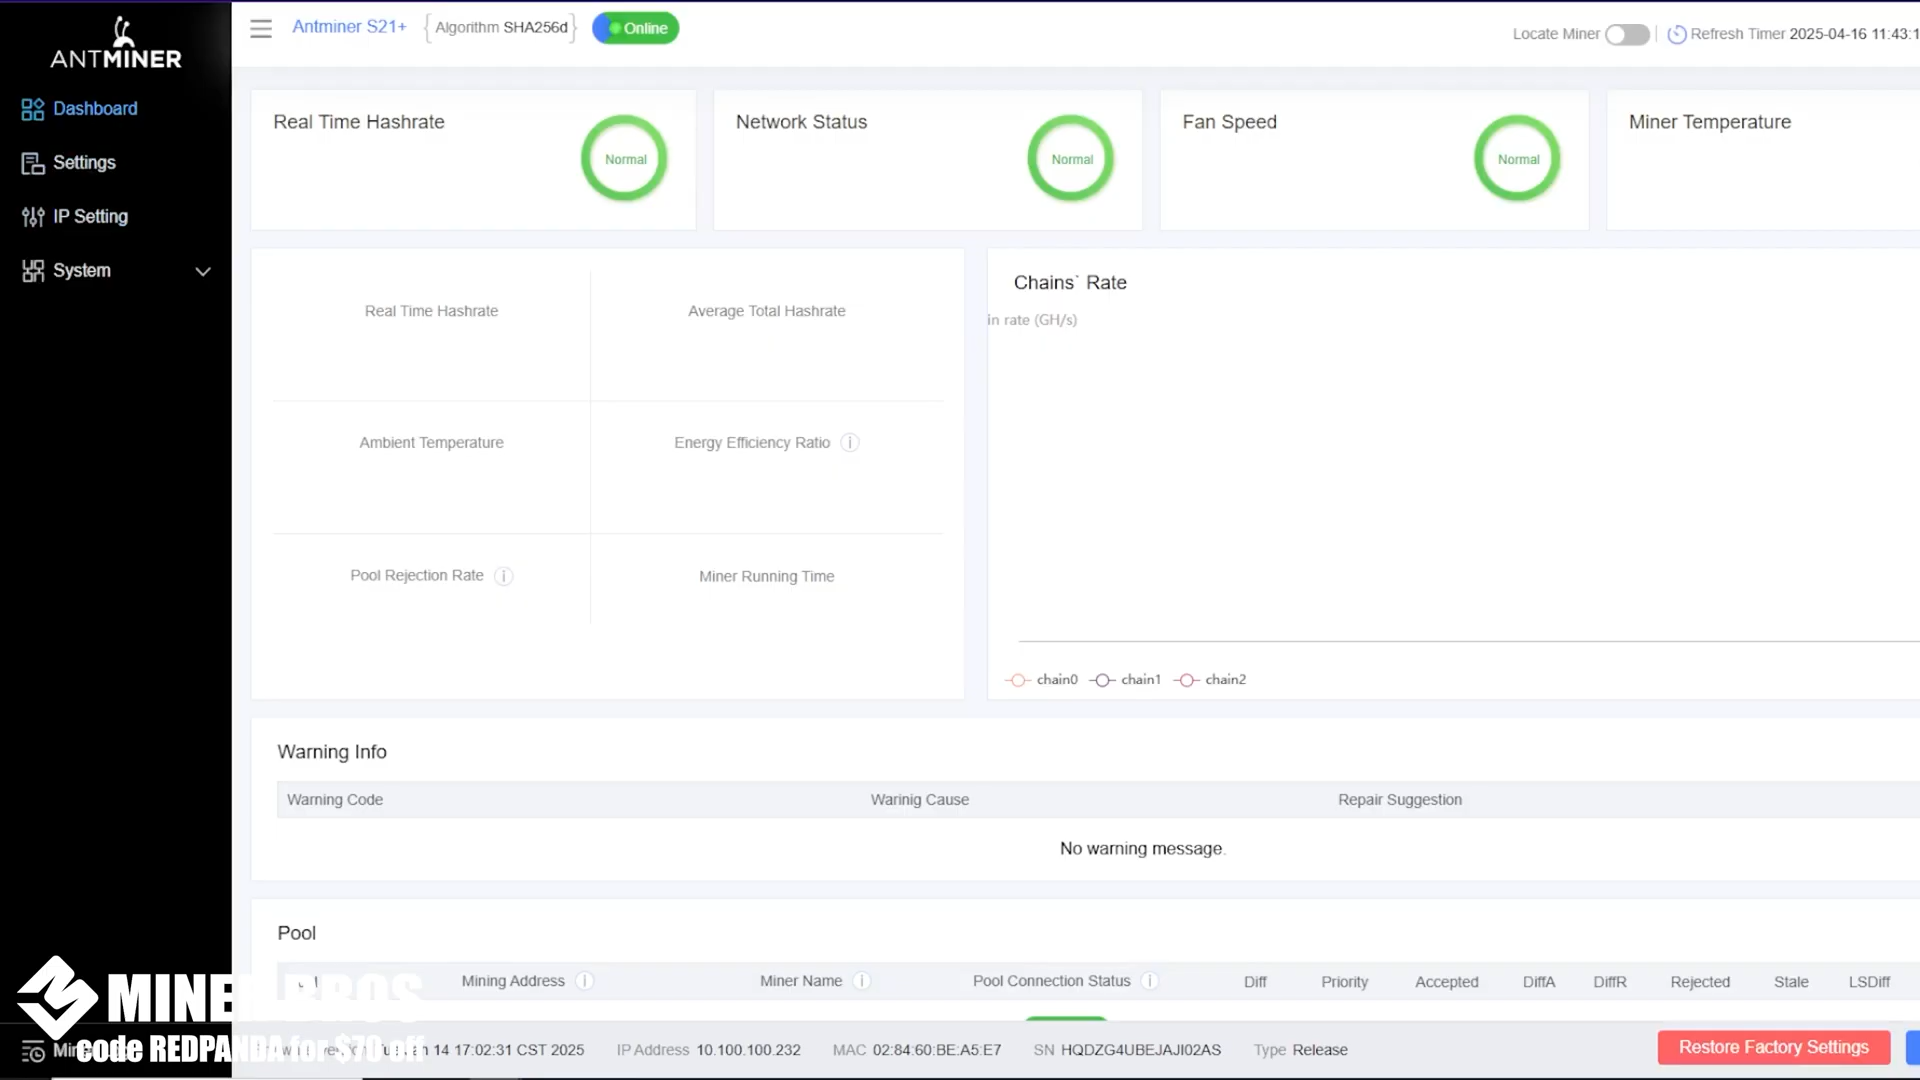 ANTMINER
Dashboard
Settings
IP Setting
System
Antminer S21+
Algorithm SHA256d
Online
Locate Miner
Refresh Timer 2025-04-16 11:43:1
Real Time Hashrate
Normal
Network Status
Normal
Fan Speed
Normal
Miner Temperature
Real Time Hashrate
Average Total Hashrate
Ambient Temperature
Energy Efficiency Ratio
Pool Rejection Rate
Miner Running Time
Chains` Rate
in rate (GH/s)
chain0 chain1 chain2
Warning Info
Warning Code Warinig Cause Repair Suggestion
No warning message.
Pool
Mining Address Miner Name Pool Connection Status Diff Priority Accepted DiffA DiffR Rejected Stale LSDiff
MINER BROS
code REDPANDA for $70 off
14 17:02:31 CST 2025 IP Address 10.100.100.232 MAC 02:84:60:BE:A5:E7 SN HQDZG4UBEJAJI02AS Type Release
Restore Factory Settings